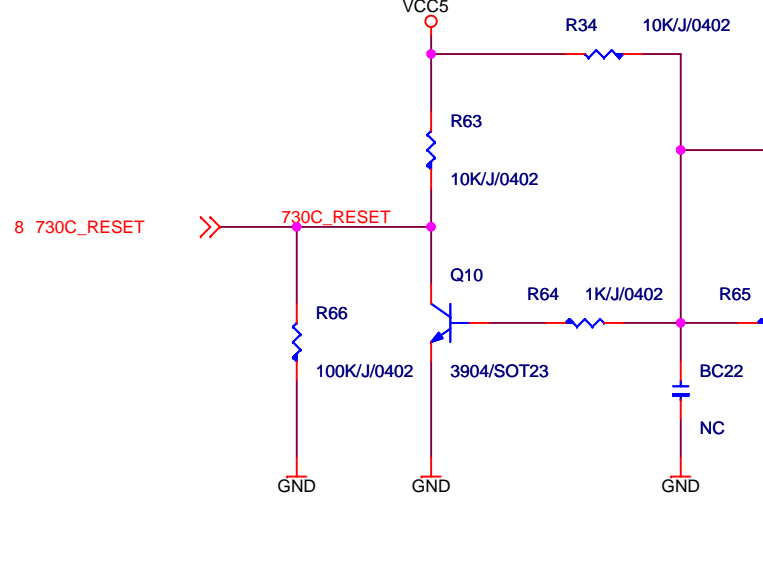 VCC5
R34 10K/J/0402
R63
10K/J/0402
8 730C_RESET
730C_RESET
Q10
R64 1K/J/0402 R65
R66
100K/J/0402
3904/SOT23
BC22
NC
GND
GND
GND